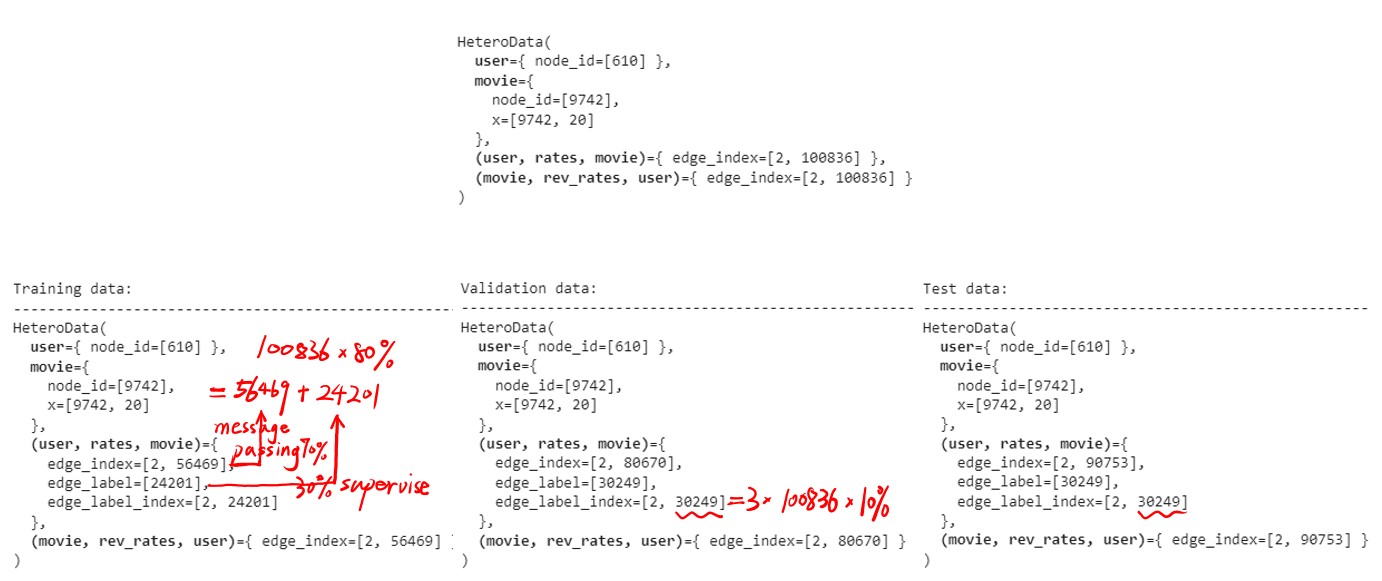 HeteroData(
user={ node_id=[610] },
movie={
node_id=[9742],
x=[9742, 20]
},
(user, rates, movie)={ edge_index=[2, 100836] },
(movie, rev_rates, user)={ edge_index=[2, 100836] }
)
Training data:
--------------------------------------------------
HeteroData(
user={ node_id=[610] },
100836 × 80%
movie={
node_id=[9742],
= 56469 + 24201
x=[9742, 20]
},
message
(user, rates, movie)={
passing 70%
edge_index=[2, 56469],
edge_label=[24201],
30% supervise
edge_label_index=[2, 24201]
},
(movie, rev_rates, user)={ edge_index=[2, 56469] }
)
Validation data:
--------------------------------------------------
HeteroData(
user={ node_id=[610] },
movie={
node_id=[9742],
x=[9742, 20]
},
(user, rates, movie)={
edge_index=[2, 80670],
edge_label=[30249],
edge_label_index=[2, 30249] =3 × 100836 × 10%
},
(movie, rev_rates, user)={ edge_index=[2, 80670] }
)
Test data:
--------------------------------------------------
HeteroData(
user={ node_id=[610] },
movie={
node_id=[9742],
x=[9742, 20]
},
(user, rates, movie)={
edge_index=[2, 90753],
edge_label=[30249],
edge_label_index=[2, 30249]
},
(movie, rev_rates, user)={ edge_index=[2, 90753] }
)